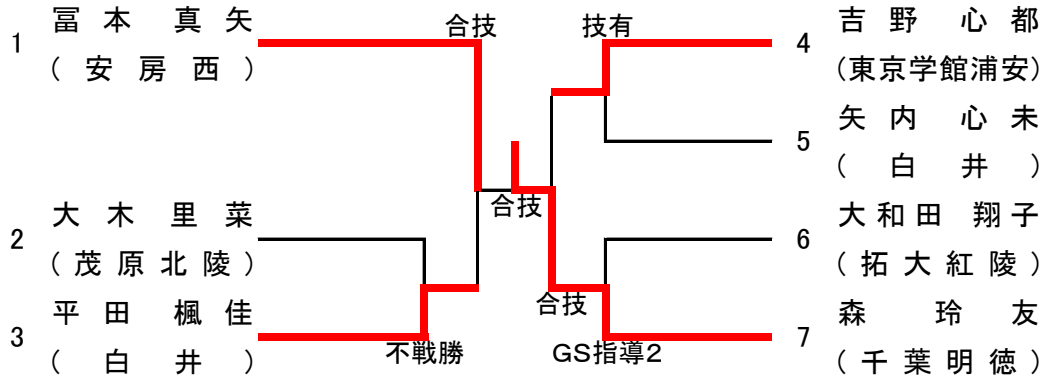 1
冨本 真矢
(安房西)
2
大木里菜
(茂原北陵)
3
平田 楓佳
(白井)
合技
技有
合技
合技
不戦勝
GS指導2
4
吉野心都
(東京学館浦安)
5
矢内 心未
(白井)
6
大和田 翔子
(拓大紅陵)
7
森 玲友
(千葉明徳)